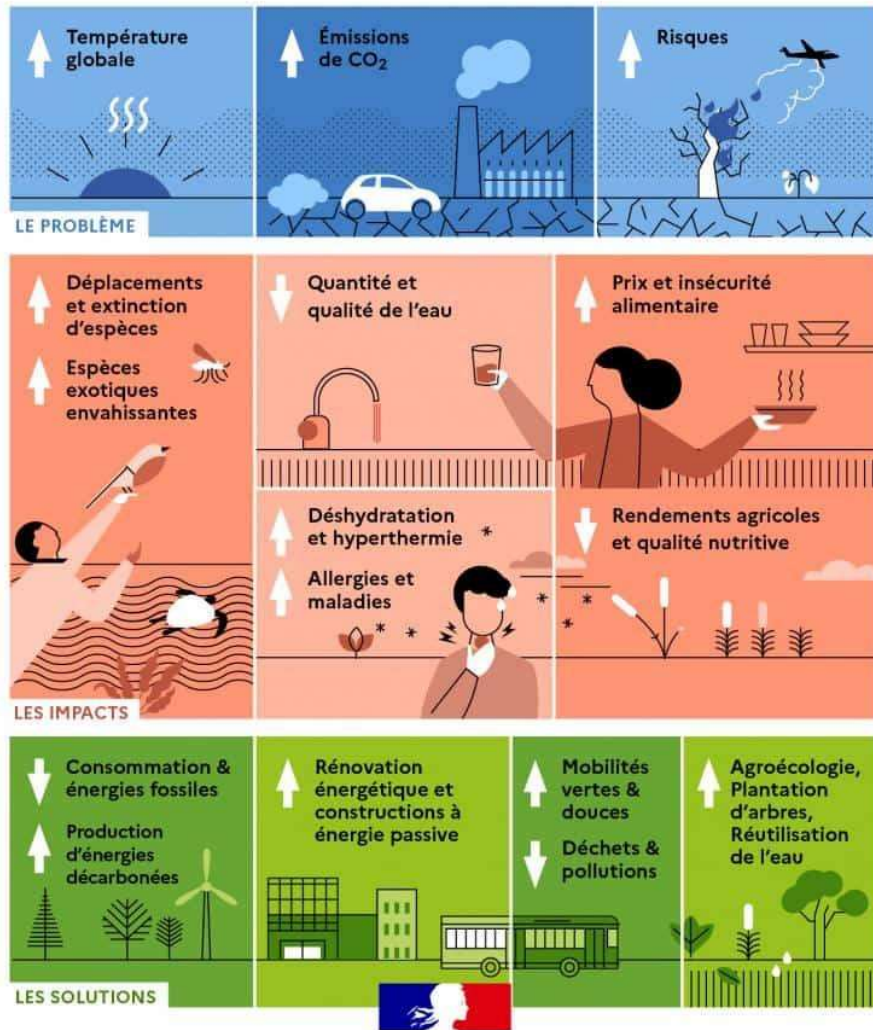 Température
globale
Émissions
de CO₂
Risques
LE PROBLÈME
Déplacements
et extinction
d'espèces
Espèces
exotiques
envahissantes
Quantité et
qualité de l'eau
Prix et insécurité
alimentaire
Déshydratation
et hyperthermie
Allergies et
maladies
Rendements agricoles
et qualité nutritive
LES IMPACTS
Consommation &
énergies fossiles
Production
d'énergies
décarbonées
Rénovation
énergétique et
constructions à
énergie passive
Mobilités
vertes &
douces
Déchets &
pollutions
Agroécologie,
Plantation
d'arbres,
Réutilisation
de l'eau
LES SOLUTIONS